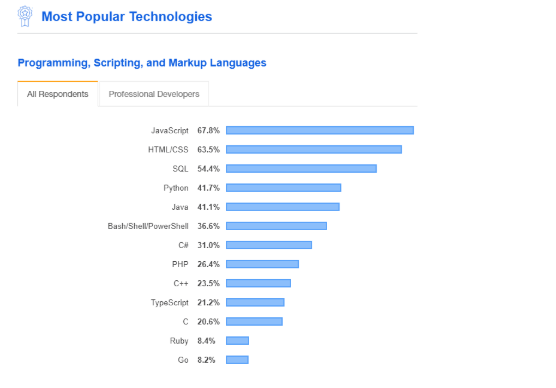 Most Popular Technologies
Programming, Scripting, and Markup Languages
All Respondents Professional Developers
JavaScript 67.8%
HTML/CSS 63.5%
SQL 54.4%
Python 41.7%
Java 41.1%
Bash/Shell/PowerShell 36.6%
C# 31.0%
PHP 26.4%
C++ 23.5%
TypeScript 21.2%
C 20.6%
Ruby 8.4%
Go 8.2%